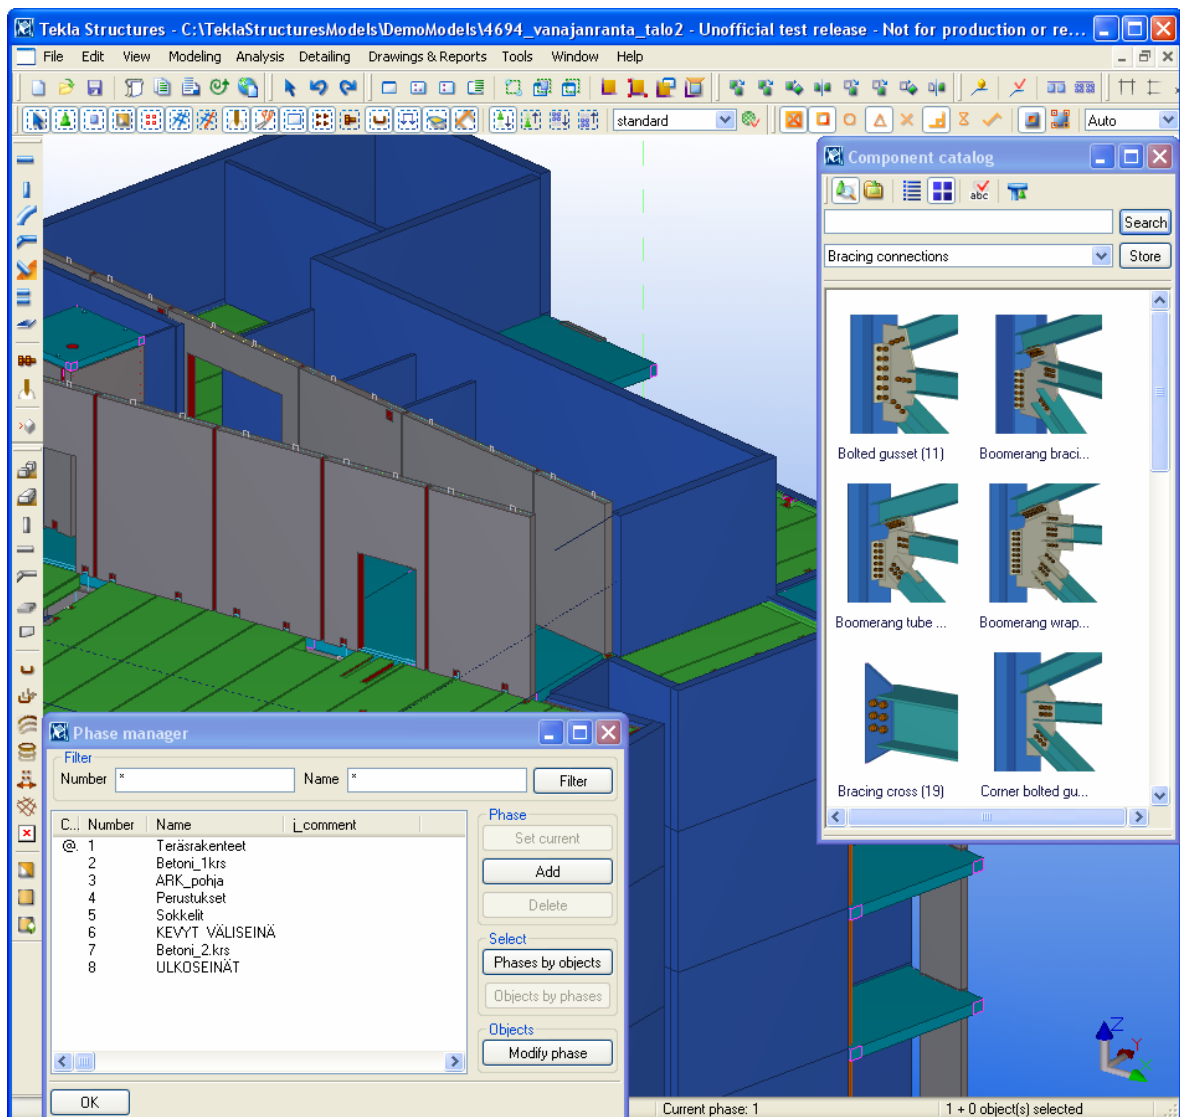 Tekla Structures - C:\TeklaStructuresModels\DemoModels\4694_vanajanranta_talo2 - Unofficial test release - Not for production or re...
File Edit View Modeling Analysis Detailing Drawings & Reports Tools Window Help
standard
Auto
Component catalog
abc
Search
Bracing connections
Store
Bolted gusset (11) Boomerang braci...
Boomerang tube ... Boomerang wrap...
Bracing cross (19) Corner bolted gu...
Phase manager
Filter
Number * Name * Filter
C... Number Name i_comment
@ 1 Teräsrakenteet
2 Betoni_1krs
3 ARK_pohja
4 Perustukset
5 Sokkelit
6 KEVYT VÄLISEINÄ
7 Betoni_2.krs
8 ULKOSEINÄT
Phase
Set current
Add
Delete
Select
Phases by objects
Objects by phases
Objects
Modify phase
OK
Z
Y
X
Current phase: 1
1 + 0 object(s) selected